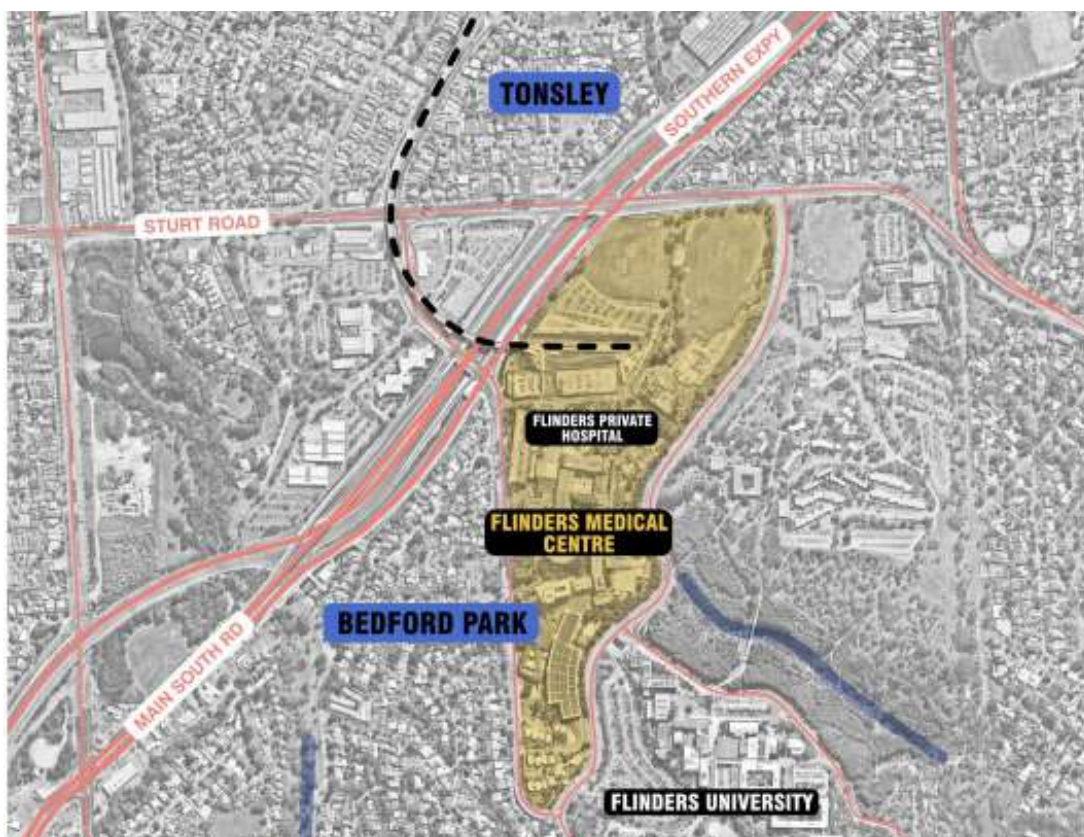 TONSLEY
SOUTHERN EXPY
STURT ROAD
FLINDERS PRIVATE
HOSPITAL
FLINDERS MEDICAL
CENTRE
BEDFORD PARK
MAIN SOUTH RD
FLINDERS UNIVERSITY